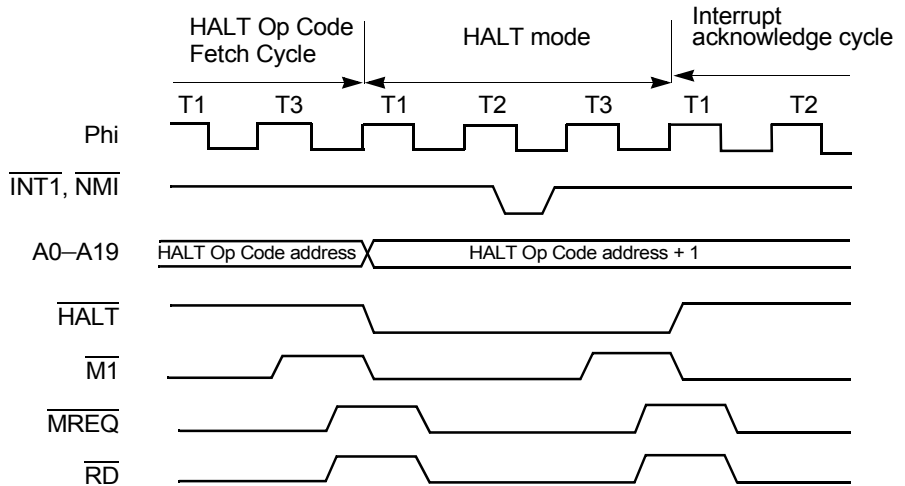 HALT Op Code
Fetch Cycle
HALT mode
Interrupt
acknowledge cycle
T1 T3 T1 T2 T3 T1 T2
Phi
INT1, NMI
A0–A19
HALT Op Code address
HALT Op Code address + 1
HALT
M1
MREQ
RD